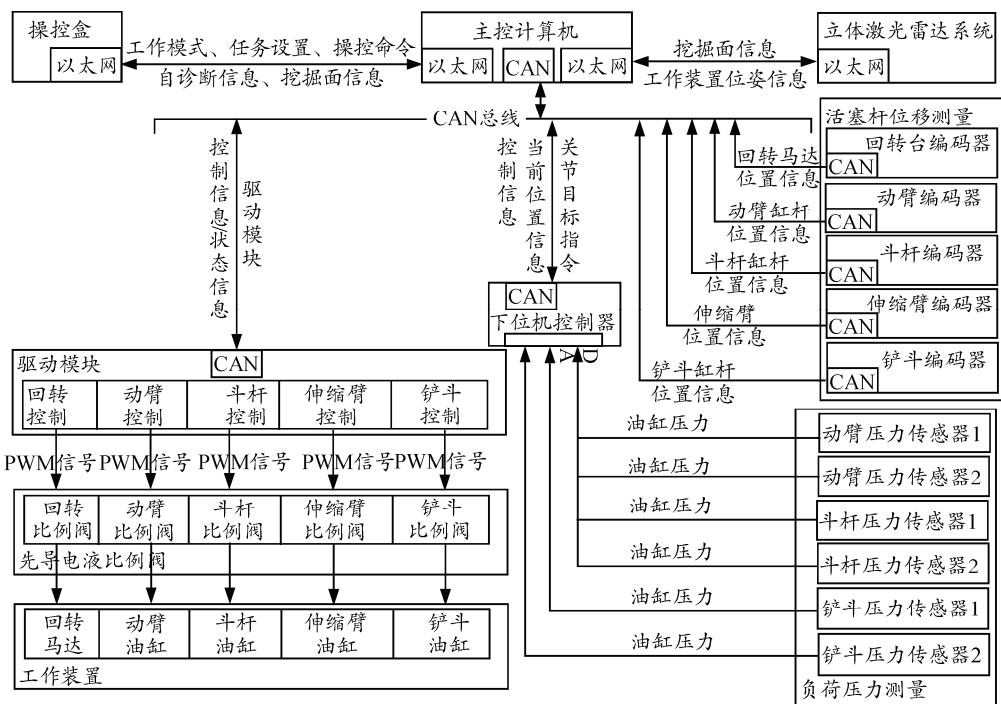 操控盒
以太网
工作模式、任务设置、操控命令
自诊断信息、挖掘面信息
主控计算机
以太网
CAN
以太网
挖掘面信息
工作装置位姿信息
立体激光雷达系统
以太网
CAN总线
控制信息/状态信息
驱动模块
控制信息
当前位置信息
关节目标指令
活塞杆位移测量
回转台编码器
CAN
回转马达
位置信息
动臂编码器
CAN
动臂缸杆
位置信息
斗杆编码器
CAN
斗杆缸杆
位置信息
伸缩臂编码器
CAN
伸缩臂
位置信息
铲斗编码器
CAN
铲斗缸杆
位置信息
CAN
下位机控制器
A
D
驱动模块
CAN
回转
控制
动臂
控制
斗杆
控制
伸缩臂
控制
铲斗
控制
PWM信号
PWM信号
PWM信号
PWM信号
PWM信号
回转
比例阀
动臂
比例阀
斗杆
比例阀
伸缩臂
比例阀
铲斗
比例阀
先导电液比例阀
回转
马达
动臂
油缸
斗杆
油缸
伸缩臂
油缸
铲斗
油缸
工作装置
油缸压力
动臂压力传感器1
油缸压力
动臂压力传感器2
油缸压力
斗杆压力传感器1
油缸压力
斗杆压力传感器2
油缸压力
铲斗压力传感器1
油缸压力
铲斗压力传感器2
负荷压力测量